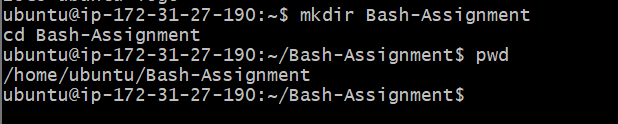 ubuntu@ip-172-31-27-190:~$ mkdir Bash-Assignment
cd Bash-Assignment
ubuntu@ip-172-31-27-190:~/Bash-Assignment$ pwd
/home/ubuntu/Bash-Assignment
ubuntu@ip-172-31-27-190:~/Bash-Assignment$